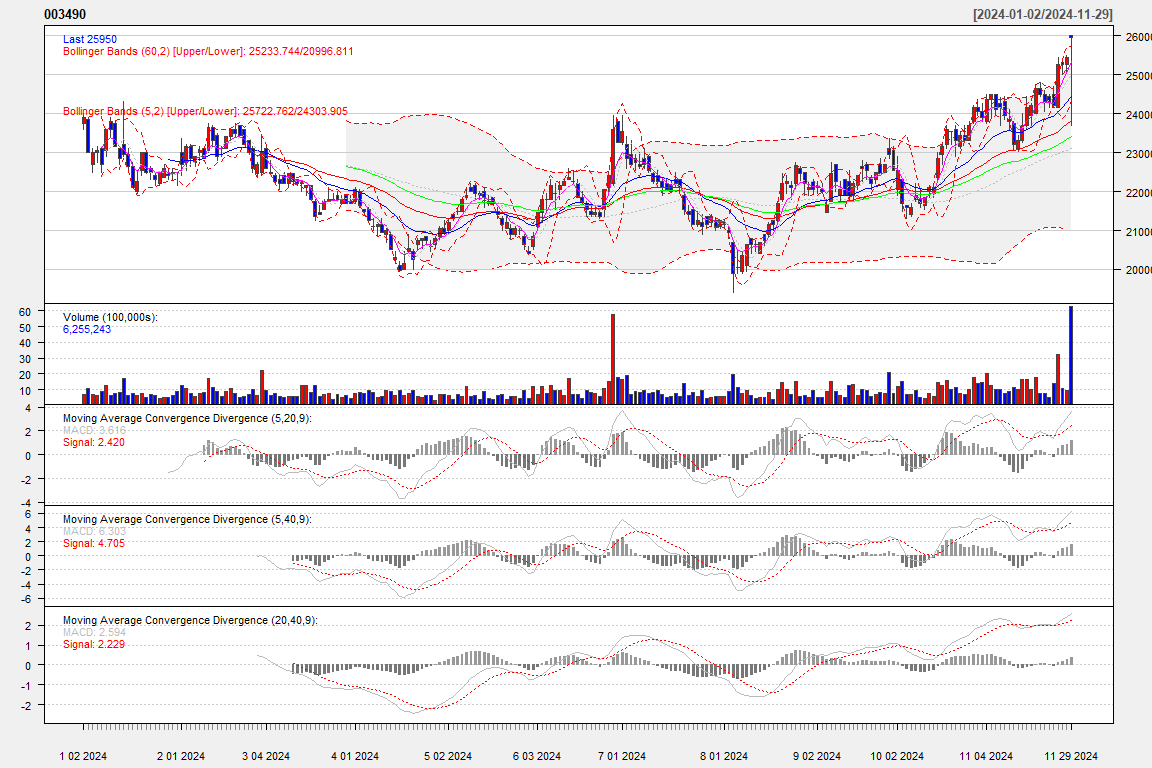 003490
[2024-01-02/2024-11-29]
Last 25950
Bollinger Bands (60,2) [Upper/Lower]: 25233.744/20996.811
Bollinger Bands (5,2) [Upper/Lower]: 25722.762/24303.905
26000
25000
24000
23000
22000
21000
20000
Volume (100,000s):
6,255,243
60
50
40
30
20
10
Moving Average Convergence Divergence (5,20,9):
MACD: 3.616
Signal: 2.420
4
2
0
-2
-4
Moving Average Convergence Divergence (5,40,9):
MACD: 6.303
Signal: 4.705
6
4
2
0
-2
-4
-6
Moving Average Convergence Divergence (20,40,9):
MACD: 2.594
Signal: 2.229
2
1
0
-1
-2
1 02 2024 2 01 2024 3 04 2024 4 01 2024 5 02 2024 6 03 2024 7 01 2024 8 01 2024 9 02 2024 10 02 2024 11 04 2024 11 29 2024